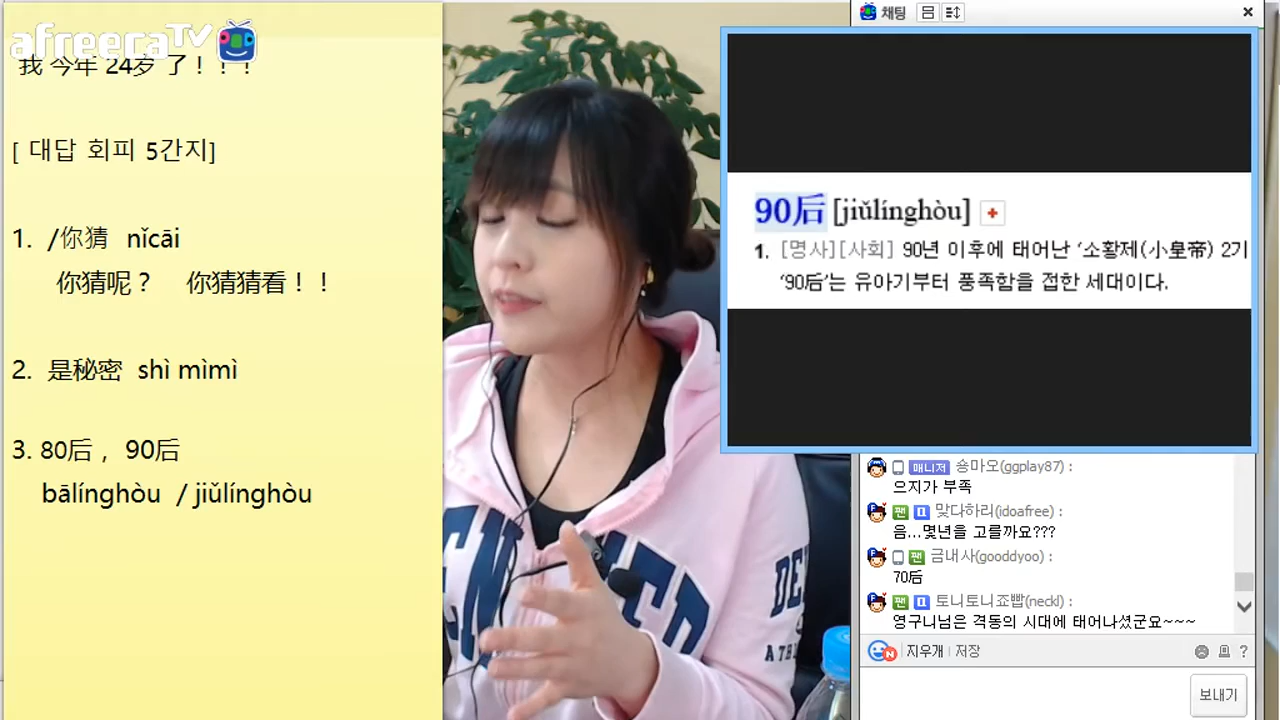 afreecaTV
我 今年 24岁 了！！！
[ 대답 회피 5간지]
1. /你猜 nǐcāi
你猜呢？ 你猜猜看！！
2. 是秘密 shì mìmì
3. 80后， 90后
bālínghòu / jiǔlínghòu
채팅
90后 [jiǔlínghòu]
1. [명사][사회] 90년 이후에 태어난 ‘소황제(小皇帝) 2기
‘90后’는 유아기부터 풍족함을 접한 세대이다.
매니저 숑마오(ggplay87) :
으지가 부족
팬 맞다하리(idoafree) :
음...몇년을 고를까요???
팬 금내사(gooddyoo) :
70后
팬 토니토니죠빱(neckl) :
영구니님은 격동의 시대에 태어나셨군요~~~
N 지우개 저장 ?
보내기